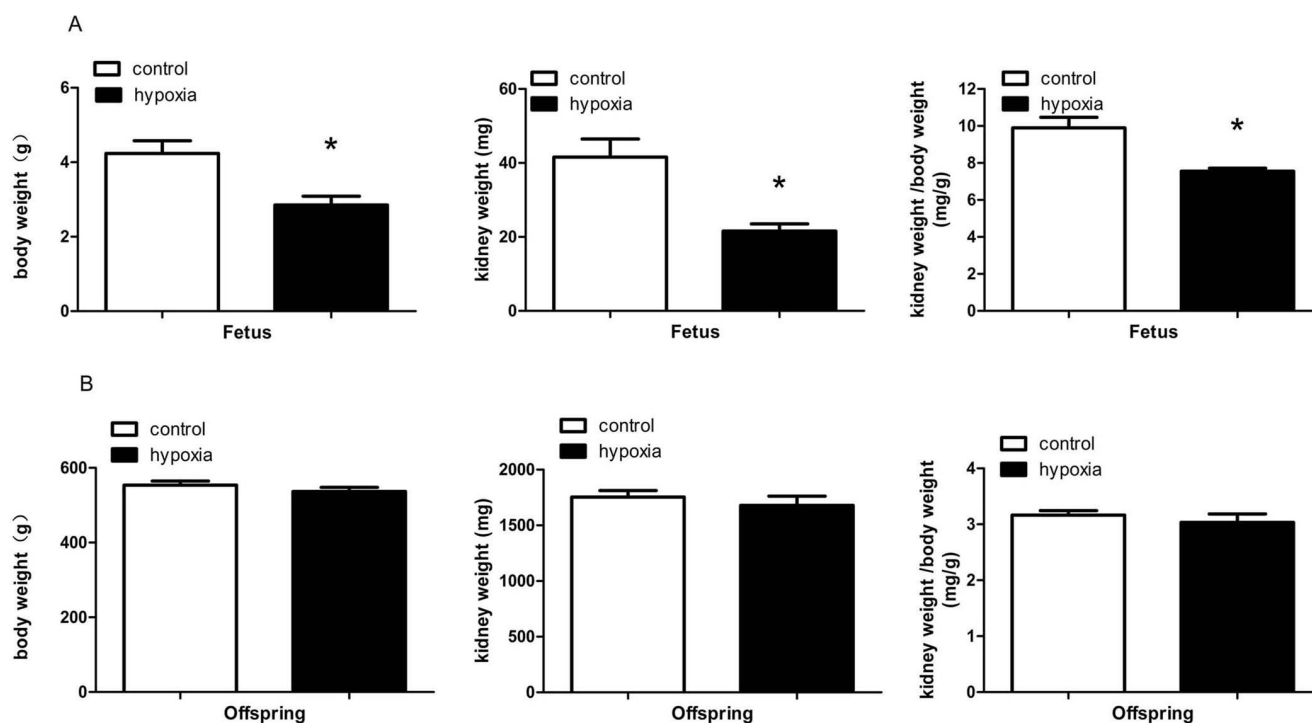 A
control
hypoxia
body weight（g）
6
4
2
0
*
Fetus
control
hypoxia
kidney weight (mg)
60
40
20
0
*
Fetus
control
hypoxia
kidney weight /body weight
(mg/g)
12
10
8
6
4
2
0
*
Fetus
B
control
hypoxia
body weight（g）
600
400
200
0
Offspring
control
hypoxia
kidney weight (mg)
2000
1500
1000
500
0
Offspring
control
hypoxia
kidney weight /body weight
(mg/g)
4
3
2
1
0
Offspring